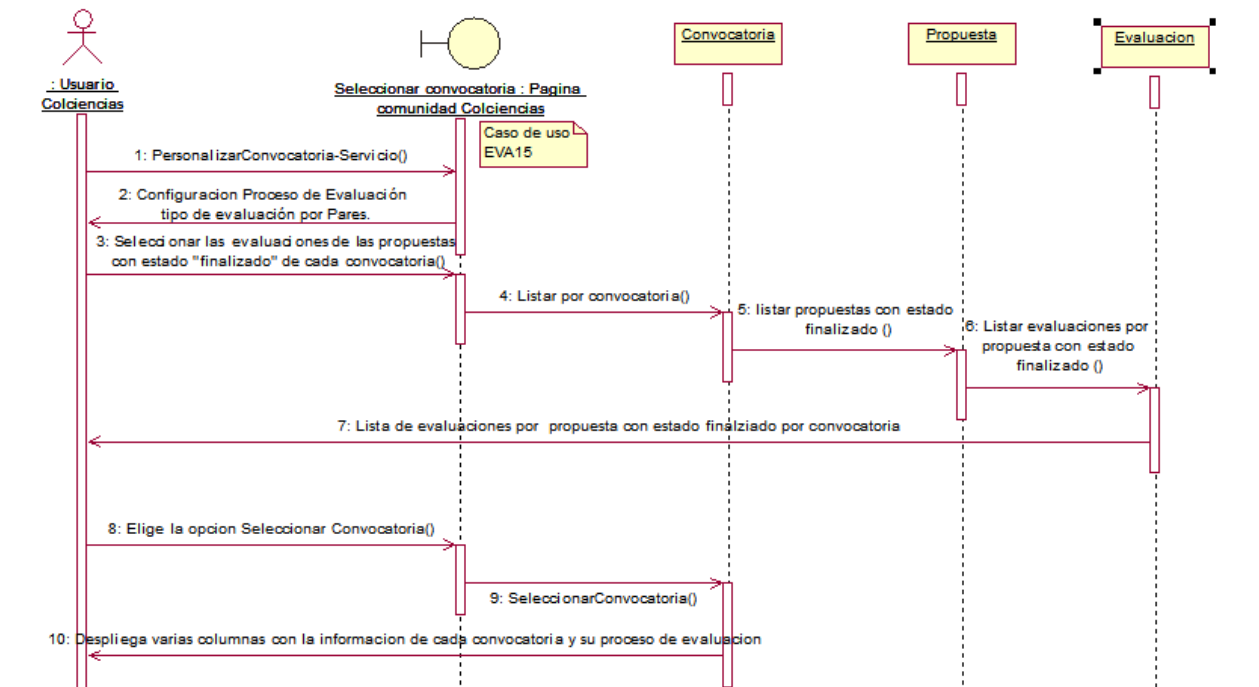 : Usuario
Colciencias
Seleccionar convocatoria : Pagina
comunidad Colciencias
Convocatoria
Propuesta
Evaluacion
Caso de uso
EVA15
1: PersonalizarConvocatoria-Servicio()
2: Configuracion Proceso de Evaluación
tipo de evaluación por Pares.
3: Seleccionar las evaluaciones de las propuestas
con estado "finalizado" de cada convocatoria()
4: Listar por convocatoria()
5: listar propuestas con estado
finalizado ()
6: Listar evaluaciones por
propuesta con estado
finalizado ()
7: Lista de evaluaciones por propuesta con estado finalziado por convocatoria
8: Elige la opcion Seleccionar Convocatoria()
9: SeleccionarConvocatoria()
10: Despliega varias columnas con la informacion de cada convocatoria y su proceso de evaluacion